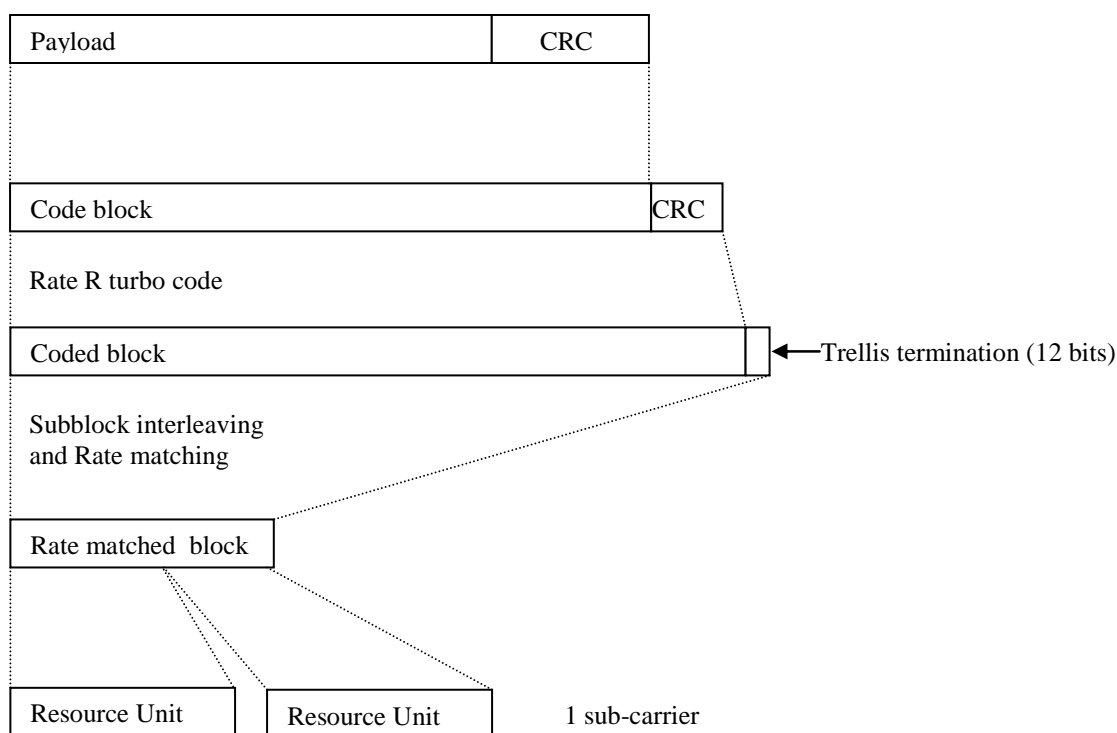 Payload CRC
Code block CRC
Rate R turbo code
Coded block
Trellis termination (12 bits)
Subblock interleaving
and Rate matching
Rate matched block
Resource Unit Resource Unit 1 sub-carrier